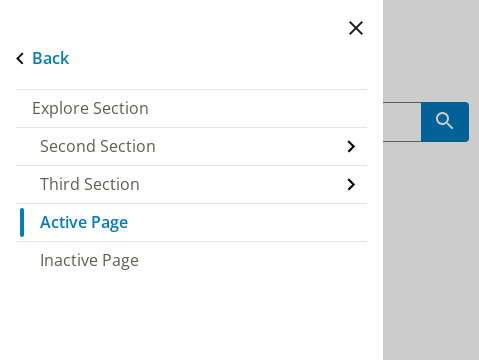 Back
Explore Section
Second Section
Third Section
Active Page
Inactive Page